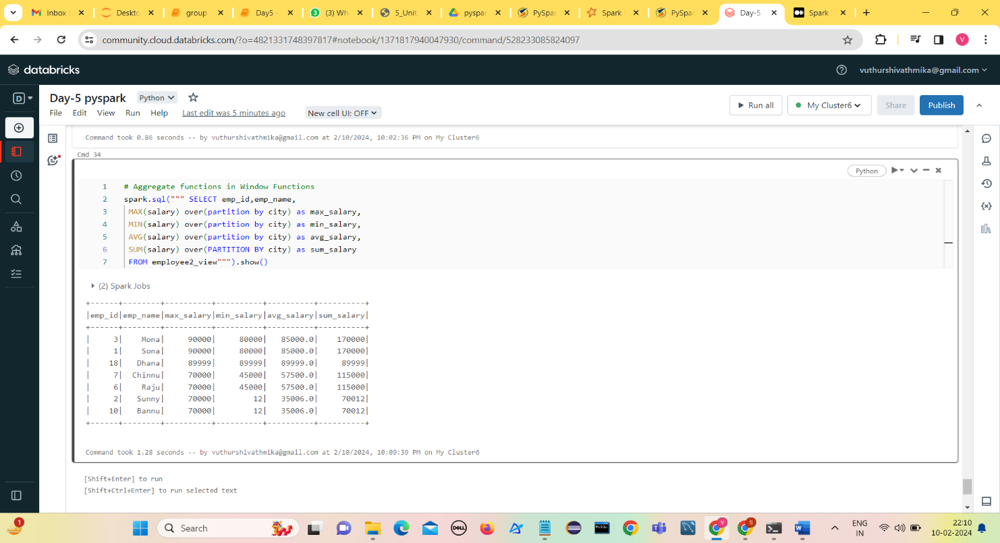 Inbox (
Deskto
group
Day5 -
(3) Wh
5_Unit
pyspar
PySpar
Spark
PySpar
Day-5
Spark
community.cloud.databricks.com/?o=4821331748397817#notebook/1371817940047930/command/528233085824097
V
databricks
vuthurshivathmika@gmail.com
D
Day-5 pyspark
Python
Run all
My Cluster6
Share
Publish
File Edit View Run Help Last edit was 5 minutes ago New cell UI: OFF
Command took 0.86 seconds -- by vuthurshivathmika@gmail.com at 2/10/2024, 10:02:36 PM on My Cluster6
Cmd 34
Python
1 # Aggregate functions in Window Functions
2 spark.sql(""" SELECT emp_id,emp_name,
3 MAX(salary) over(partition by city) as max_salary,
4 MIN(salary) over(partition by city) as min_salary,
5 AVG(salary) over(partition by city) as avg_salary,
6 SUM(salary) over(PARTITION BY city) as sum_salary
7 FROM employee2_view""").show()
(2) Spark Jobs
+------+--------+----------+----------+----------+----------+
|emp_id|emp_name|max_salary|min_salary|avg_salary|sum_salary|
+------+--------+----------+----------+----------+----------+
|     3|    Mona|     90000|     80000|   85000.0|    170000|
|     1|    Sona|     90000|     80000|   85000.0|    170000|
|    18|   Dhana|     89999|     89999|   89999.0|     89999|
|     7|  Chinnu|     70000|     45000|   57500.0|    115000|
|     6|    Raju|     70000|     45000|   57500.0|    115000|
|     2|   Sunny|     70000|        12|   35006.0|     70012|
|    10|   Bannu|     70000|        12|   35006.0|     70012|
+------+--------+----------+----------+----------+----------+
Command took 1.28 seconds -- by vuthurshivathmika@gmail.com at 2/10/2024, 10:09:39 PM on My Cluster6
[Shift+Enter] to run
[Shift+Ctrl+Enter] to run selected text
1
Search
DELL
V
S
ENG
IN
22:10
10-02-2024